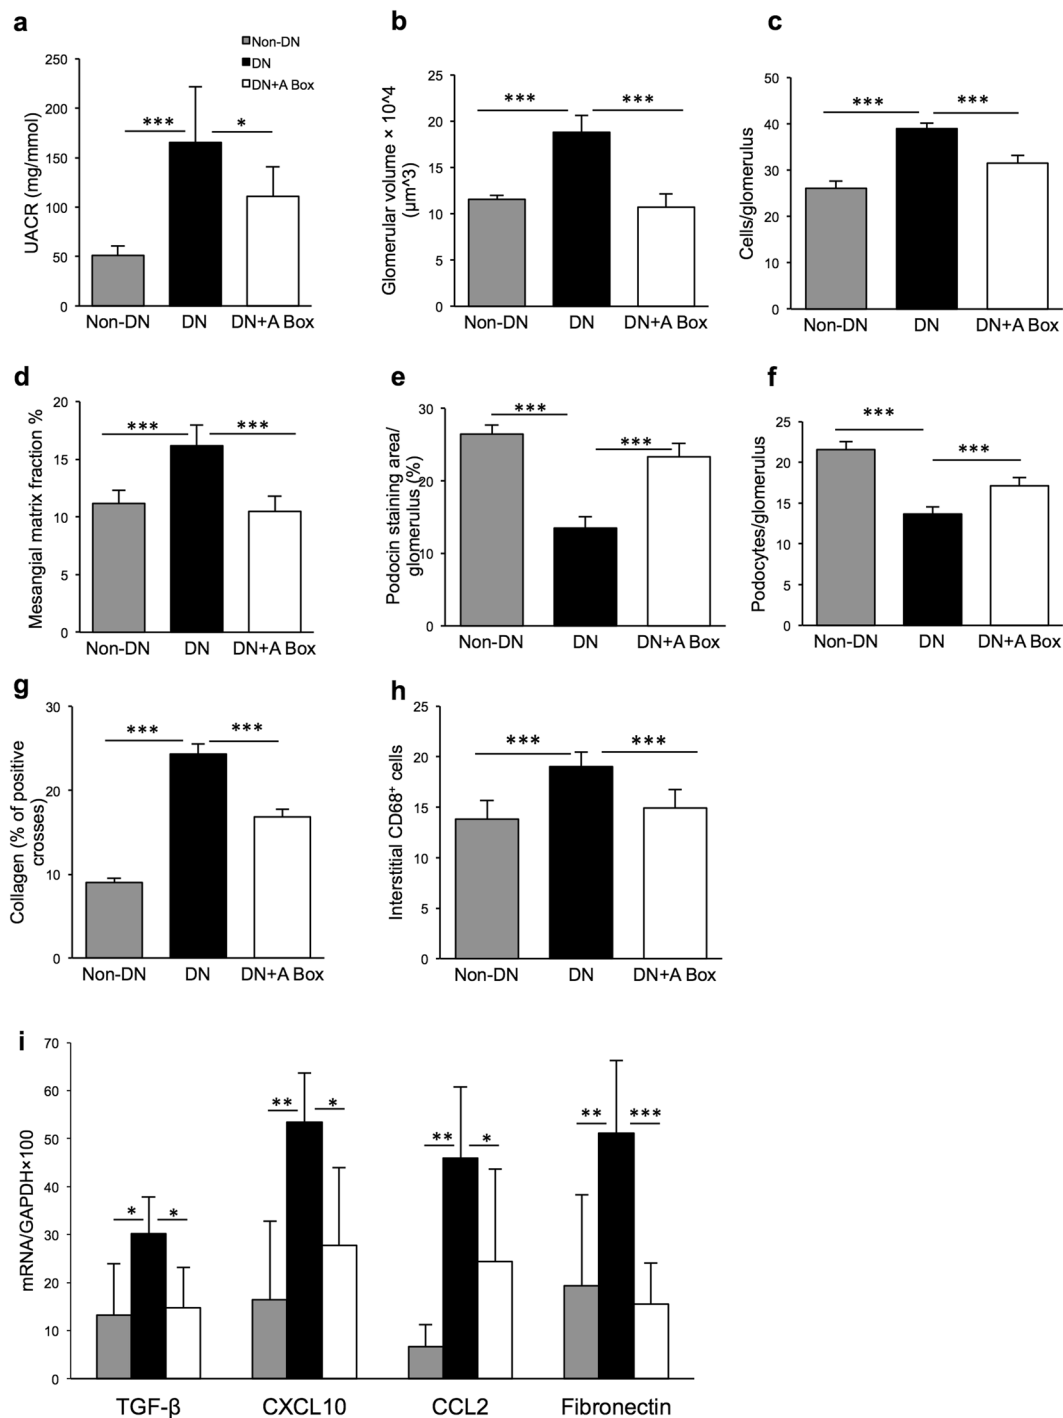 a
Non-DN
DN
DN+A Box
UACR (mg/mmol)
250
200
150
100
50
0
***
*
Non-DN DN DN+A Box
b
Glomerular volume × 10^4
(µm^3)
25
20
15
10
5
0
***
***
Non-DN DN DN+A Box
c
Cells/glomerulus
50
40
30
20
10
0
***
***
Non-DN DN DN+A Box
d
Mesangial matrix fraction %
20
15
10
5
0
***
***
Non-DN DN DN+A Box
e
Podocin staining area/
glomerulus (%)
30
20
10
0
***
***
Non-DN DN DN+A Box
f
Podocytes/glomerulus
25
20
15
10
5
0
***
***
Non-DN DN DN+A Box
g
Collagen (% of positive
crosses)
30
20
10
0
***
***
Non-DN DN DN+A Box
h
Interstitial CD68⁺ cells
25
20
15
10
5
0
***
***
Non-DN DN DN+A Box
i
mRNA/GAPDH×100
70
60
50
40
30
20
10
0
* *
** *
** *
** ***
TGF-β CXCL10 CCL2 Fibronectin